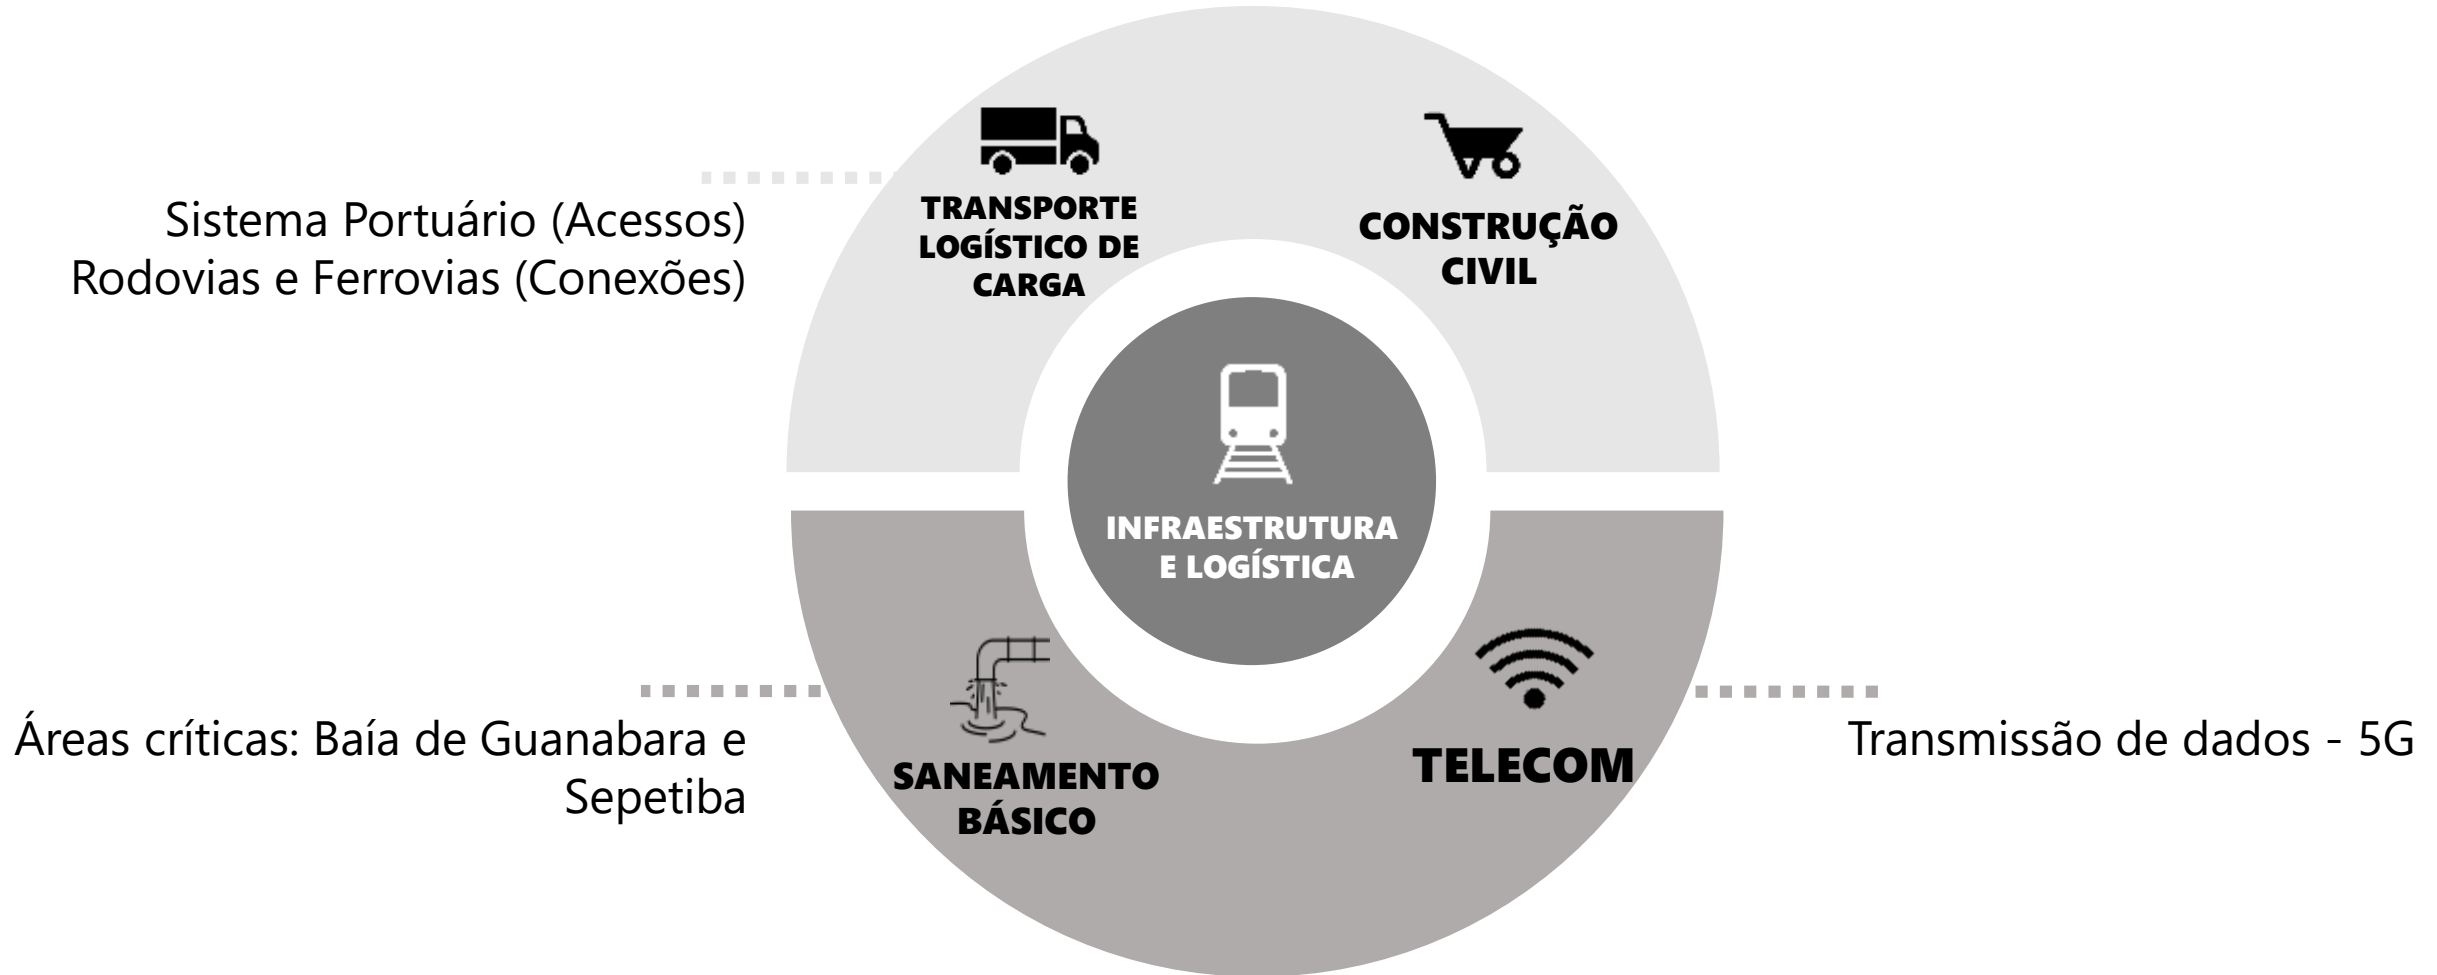 Sistema Portuário (Acessos)
Rodovias e Ferrovias (Conexões)
TRANSPORTE
LOGÍSTICO DE
CARGA
CONSTRUÇÃO
CIVIL
INFRAESTRUTURA
E LOGÍSTICA
Áreas críticas: Baía de Guanabara e
Sepetiba
SANEAMENTO
BÁSICO
TELECOM
Transmissão de dados - 5G